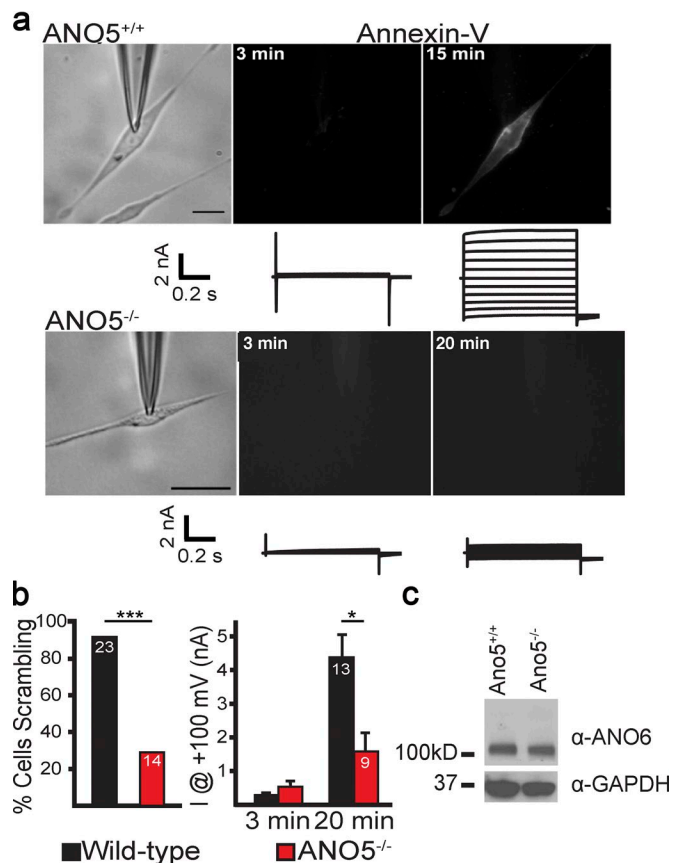 a
ANO5+/+ Annexin-V
3 min
15 min
2 nA
0.2 s
ANO5-/-
3 min
20 min
2 nA
0.2 s
b
% Cells Scrambling
100
80
60
40
20
***
23
14
I @ +100 mV (nA)
5
4
3
2
1
*
13
9
3 min 20 min
Wild-type ANO5-/-
c
Ano5+/+
Ano5-/-
100kD
α-ANO6
37
α-GAPDH